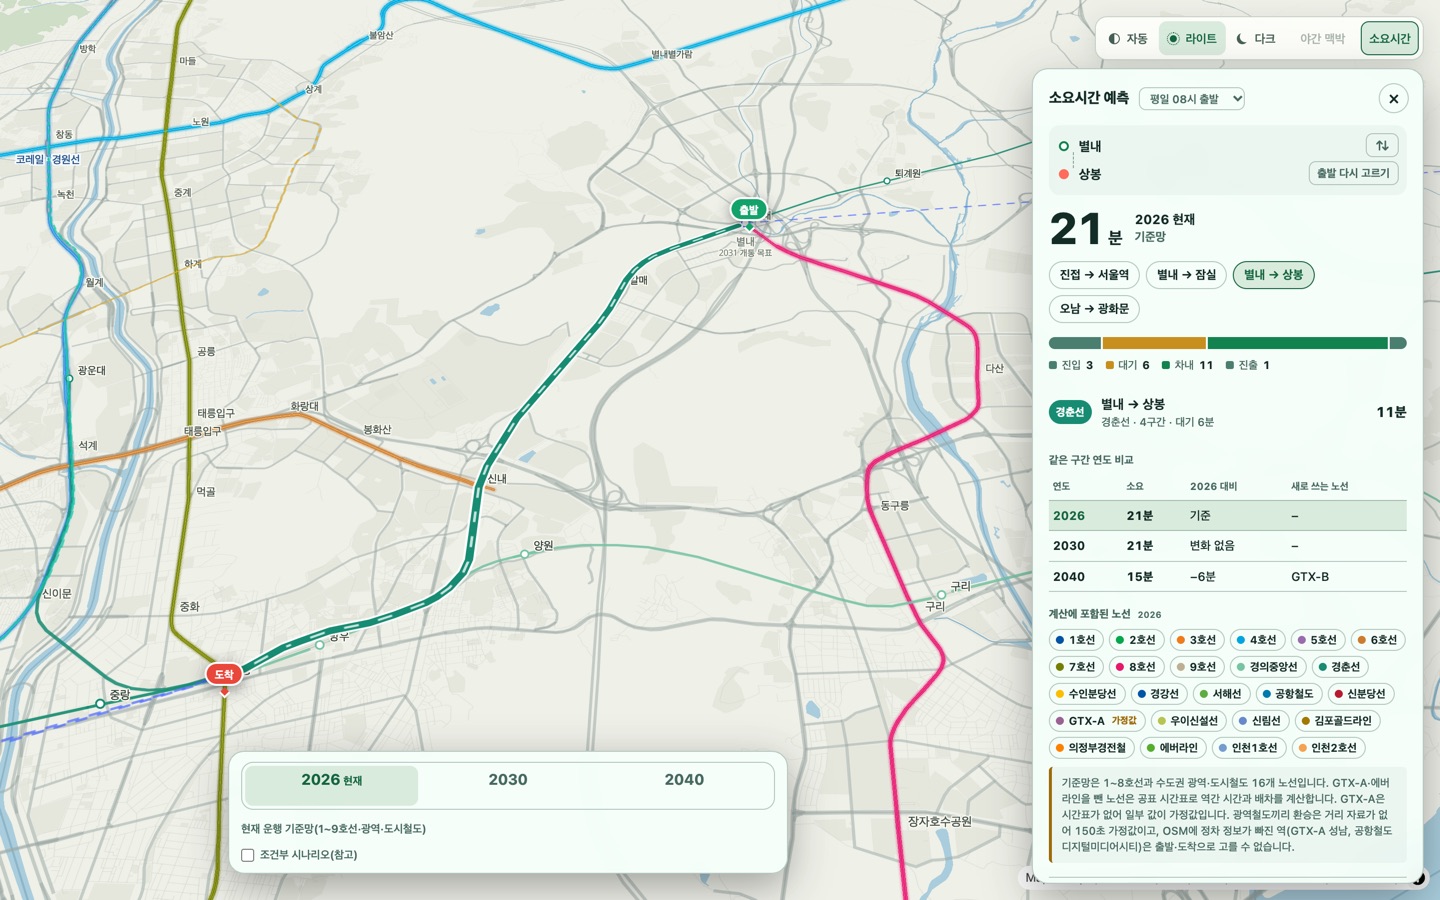 자동
라이트
다크
야간 맥박
소요시간
소요시간 예측
평일 08시 출발
별내
상봉
출발 다시 고르기
21분
2026 현재
기준망
진접 → 서울역
별내 → 잠실
별내 → 상봉
오남 → 광화문
진입 3
대기 6
차내 11
진출 1
경춘선
별내 → 상봉
경춘선 · 4구간 · 대기 6분
11분
같은 구간 연도 비교
연도 소요 2026 대비 새로 쓰는 노선
2026 21분 기준 –
2030 21분 변화 없음 –
2040 15분 −6분 GTX-B
계산에 포함된 노선 2026
1호선 2호선 3호선 4호선 5호선 6호선
7호선 8호선 9호선 경의중앙선 경춘선
수인분당선 경강선 서해선 공항철도 신분당선
GTX-A 가정값 우이신설선 신림선 김포골드라인
의정부경전철 에버라인 인천1호선 인천2호선
기준망은 1~8호선과 수도권 광역·도시철도 16개 노선입니다. GTX-A·에버
라인을 뺀 노선은 공표 시간표로 역간 시간과 배차를 계산합니다. GTX-A은
시간표가 없어 일부 값이 가정값입니다. 광역철도끼리 환승은 거리 자료가 없
어 150초 가정값이고, OSM에 정차 정보가 빠진 역(GTX-A 성남, 공항철도
디지털미디어시티)은 출발·도착으로 고를 수 없습니다.
방학
마들
불암산
별내별가람
상계
노원
창동
코레일 · 경원선
녹천
중계
퇴계원
출발
별내
2031 개통 목표
하계
월계
갈매
공릉
광운대
다산
화랑대
태릉입구
태릉입구
봉화산
석계
신내
먹골
동구릉
양원
구리
구리
신이문
중화
망우
도착
중랑
장자호수공원
2026 현재
2030
2040
현재 운행 기준망(1~9호선·광역·도시철도)
조건부 시나리오(참고)